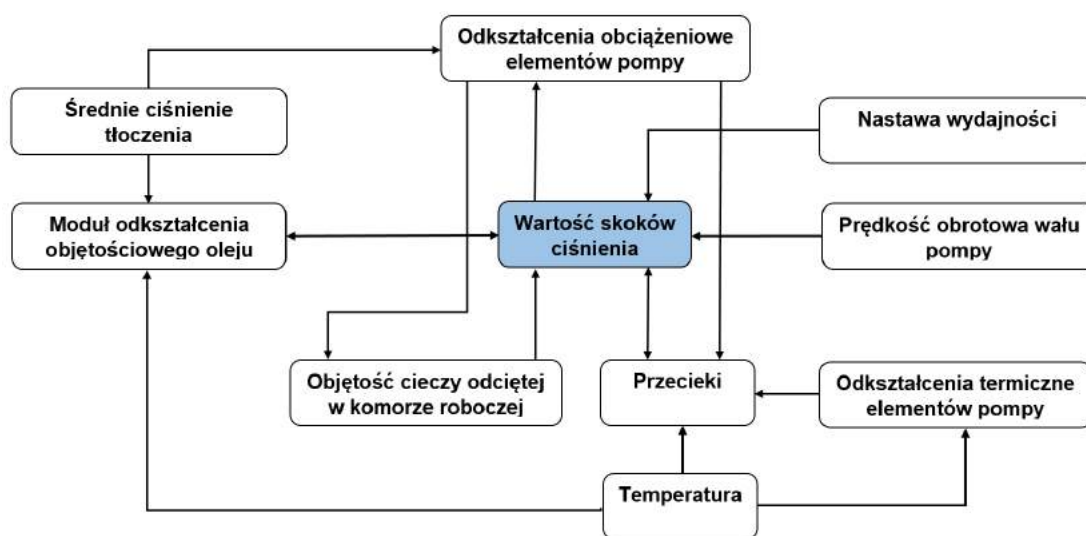 Odkształcenia obciążeniowe
elementów pompy
Średnie ciśnienie
tłoczenia
Nastawa wydajności
Moduł odkształcenia
objętościowego oleju
Wartość skoków
ciśnienia
Prędkość obrotowa wału
pompy
Objętość cieczy odciętej
w komorze roboczej
Przecieki
Odkształcenia termiczne
elementów pompy
Temperatura